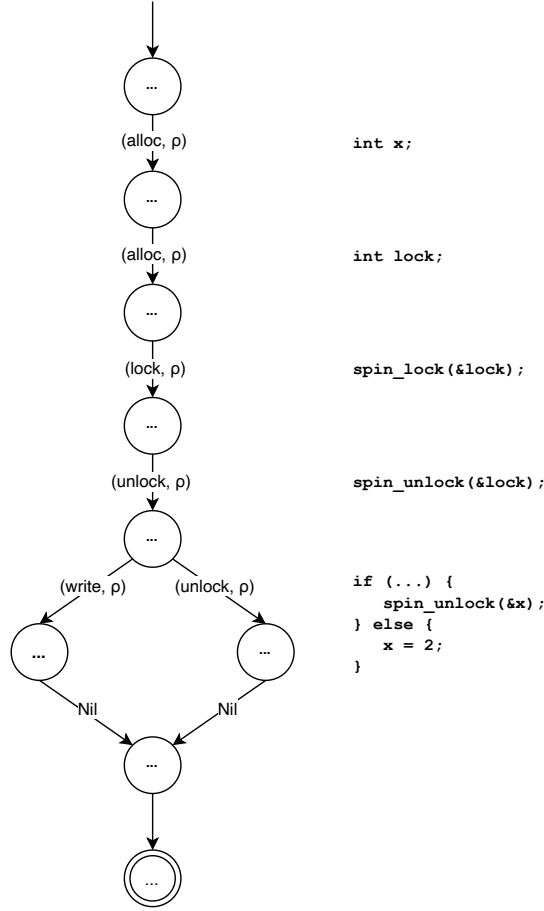 ...
(alloc, ρ) int x;
...
(alloc, ρ) int lock;
...
(lock, ρ) spin_lock(&lock);
...
(unlock, ρ) spin_unlock(&lock);
...
(write, ρ) (unlock, ρ)
if (...) {
spin_unlock(&x);
} else {
x = 2;
}
... ...
Nil Nil
...
...